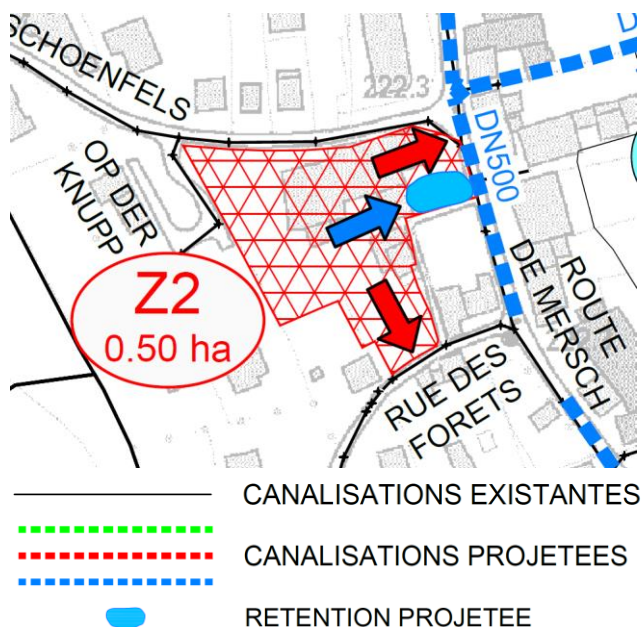 SCHOENFELS
222.3
D
DN500
OP DER
KNUPP
Z2
0.50 ha
ROUTE
DE MERSCH
RUE DES
FORETS
CANALISATIONS EXISTANTES
CANALISATIONS PROJETEES
RETENTION PROJETEE